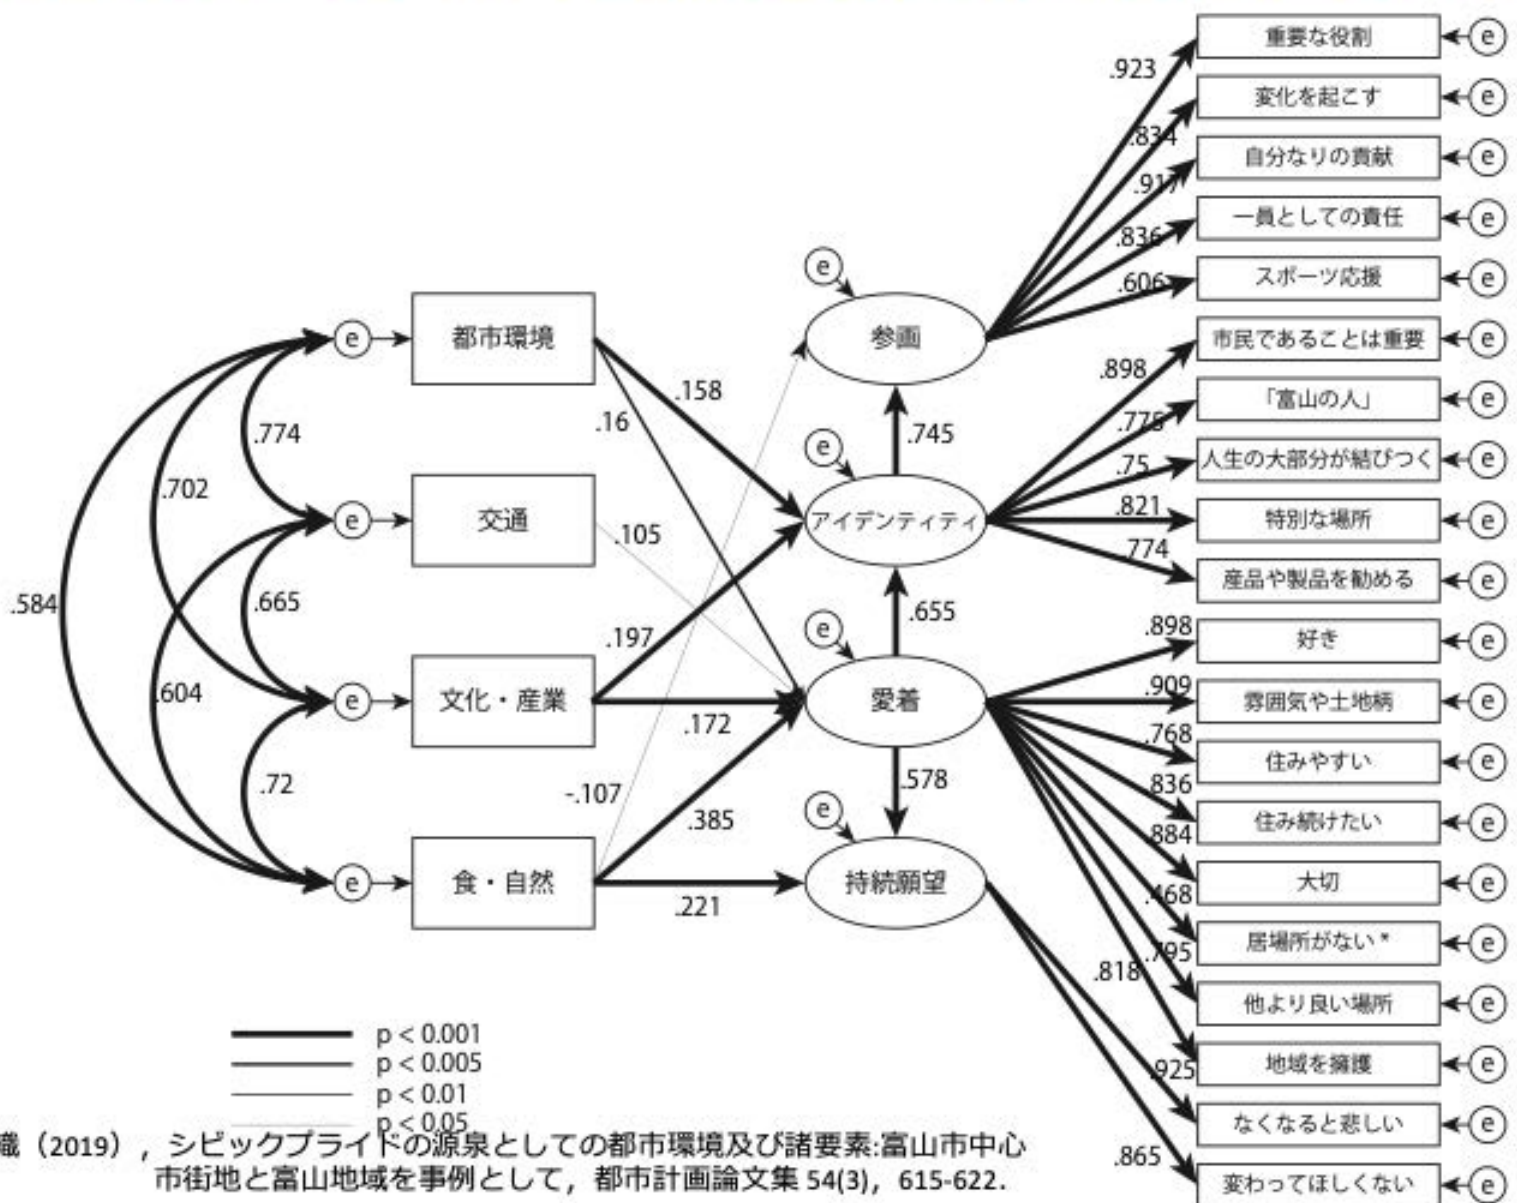 重要な役割
e
.923
変化を起こす
e
.834
自分なりの貢献
e
.917
一員としての責任
e
.836
スポーツ応援
e
.606
e
都市環境
e
参画
市民であることは重要
e
.898
.158
.16
.774
.745
「富山の人」
e
.775
人生の大部分が結びつく
e
.75
.702
e
交通
.105
e
アイデンティティ
.821
特別な場所
e
.774
産品や製品を勧める
e
.584
.665
.197
.655
.898
好き
e
e
文化・産業
.172
e
愛着
.909
雰囲気や土地柄
e
.604
.768
住みやすい
e
.72
-.107
.385
.578
.836
住み続けたい
e
.884
大切
e
e
食・自然
.221
e
持続願望
.468
居場所がない *
e
.795
他より良い場所
e
.818
地域を擁護
e
.925
なくなると悲しい
e
.865
変わってほしくない
e
p < 0.001
p < 0.005
p < 0.01
p < 0.05
織（2019），シビックプライドの源泉としての都市環境及び諸要素:富山市中心
市街地と富山地域を事例として，都市計画論文集 54(3)，615-622.